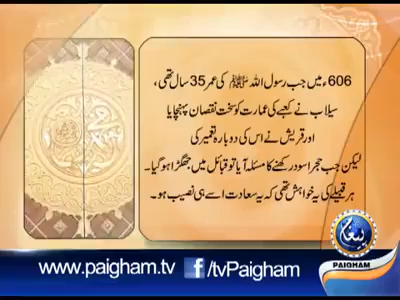 606ء میں جب رسول اللہ ﷺ کی عمر 35 سال تھی،
سیلاب نے کعبے کی عمارت کو سخت نقصان پہنچایا
اور قریش نے اس کی دوبارہ تعمیر کی
لیکن جب حجر اسود رکھنے کا مسئلہ آیا تو قبائل میں جھگڑا ہو گیا۔
ہر قبیلے کی یہ خواہش تھی کہ یہ سعادت اسے ہی نصیب ہو۔
پیغام
PAIGHAM
www.paigham.tv f/tvPaigham